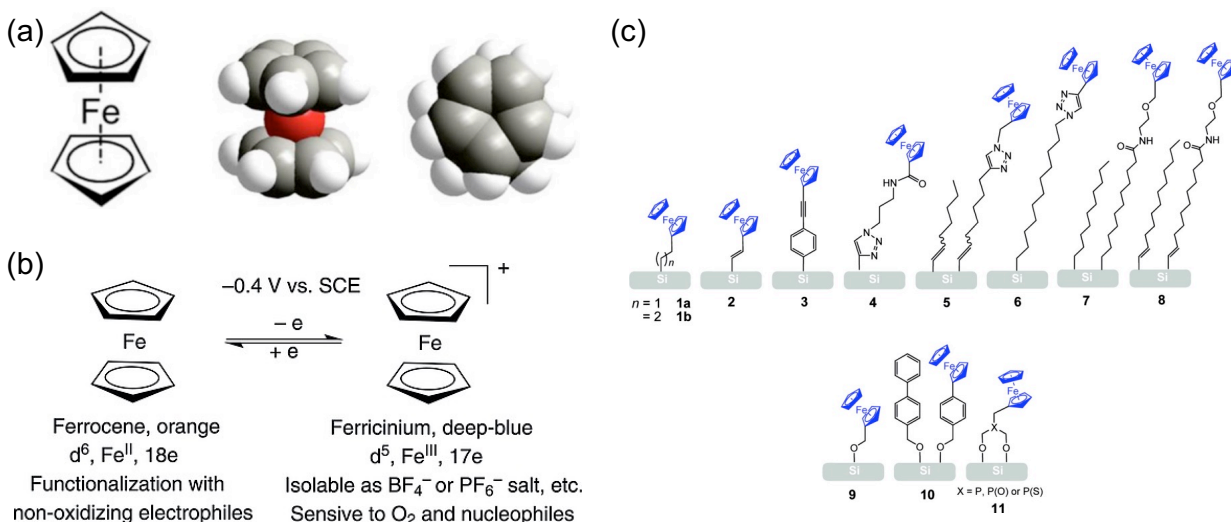 (a)
Fe
(b)
–0.4 V vs. SCE
– e
+ e
Fe
Fe
+
Ferrocene, orange
d⁶, Feᴵᴵ, 18e
Functionalization with
non-oxidizing electrophiles
Ferricinium, deep-blue
d⁵, Feᴵᴵᴵ, 17e
Isolable as BF₄⁻ or PF₆⁻ salt, etc.
Sensive to O₂ and nucleophiles
(c)
Fe
( )n
Si
n = 1 1a
= 2 1b
Fe
Si
2
Fe
Si
3
Fe
NH
O
N
N
N
Si
4
Fe
N
N
N
Si
5
Fe
N
N
N
Si
6
Fe
O
NH
O
Si
7
Fe
O
NH
O
Si
8
Fe
O
Si
9
Fe
O
O
Si
10
Fe
X
O
O
Si
X = P, P(O) or P(S)
11